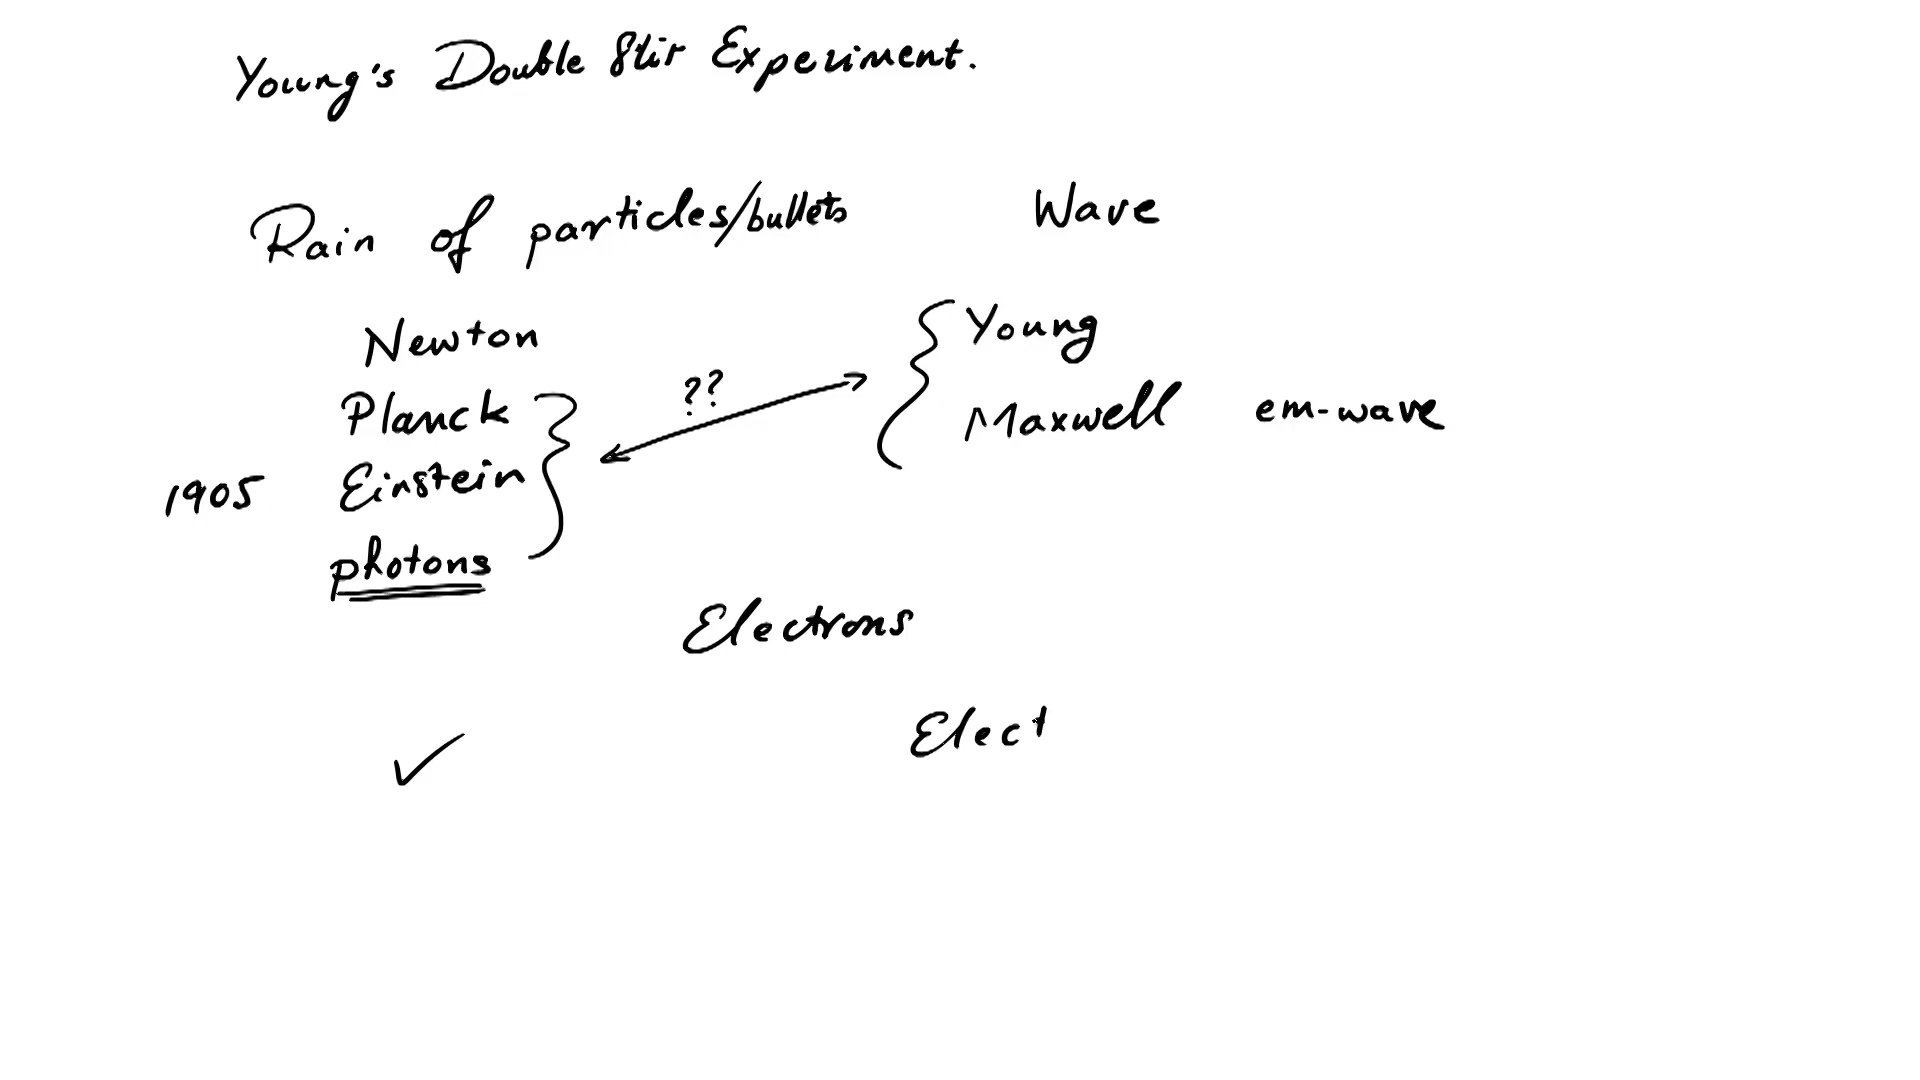 Young's Double Slit Experiment.
Rain of particles/bullets Wave
Newton Young
??
Planck Maxwell em-wave
1905 Einstein
photons
Electrons
Elect